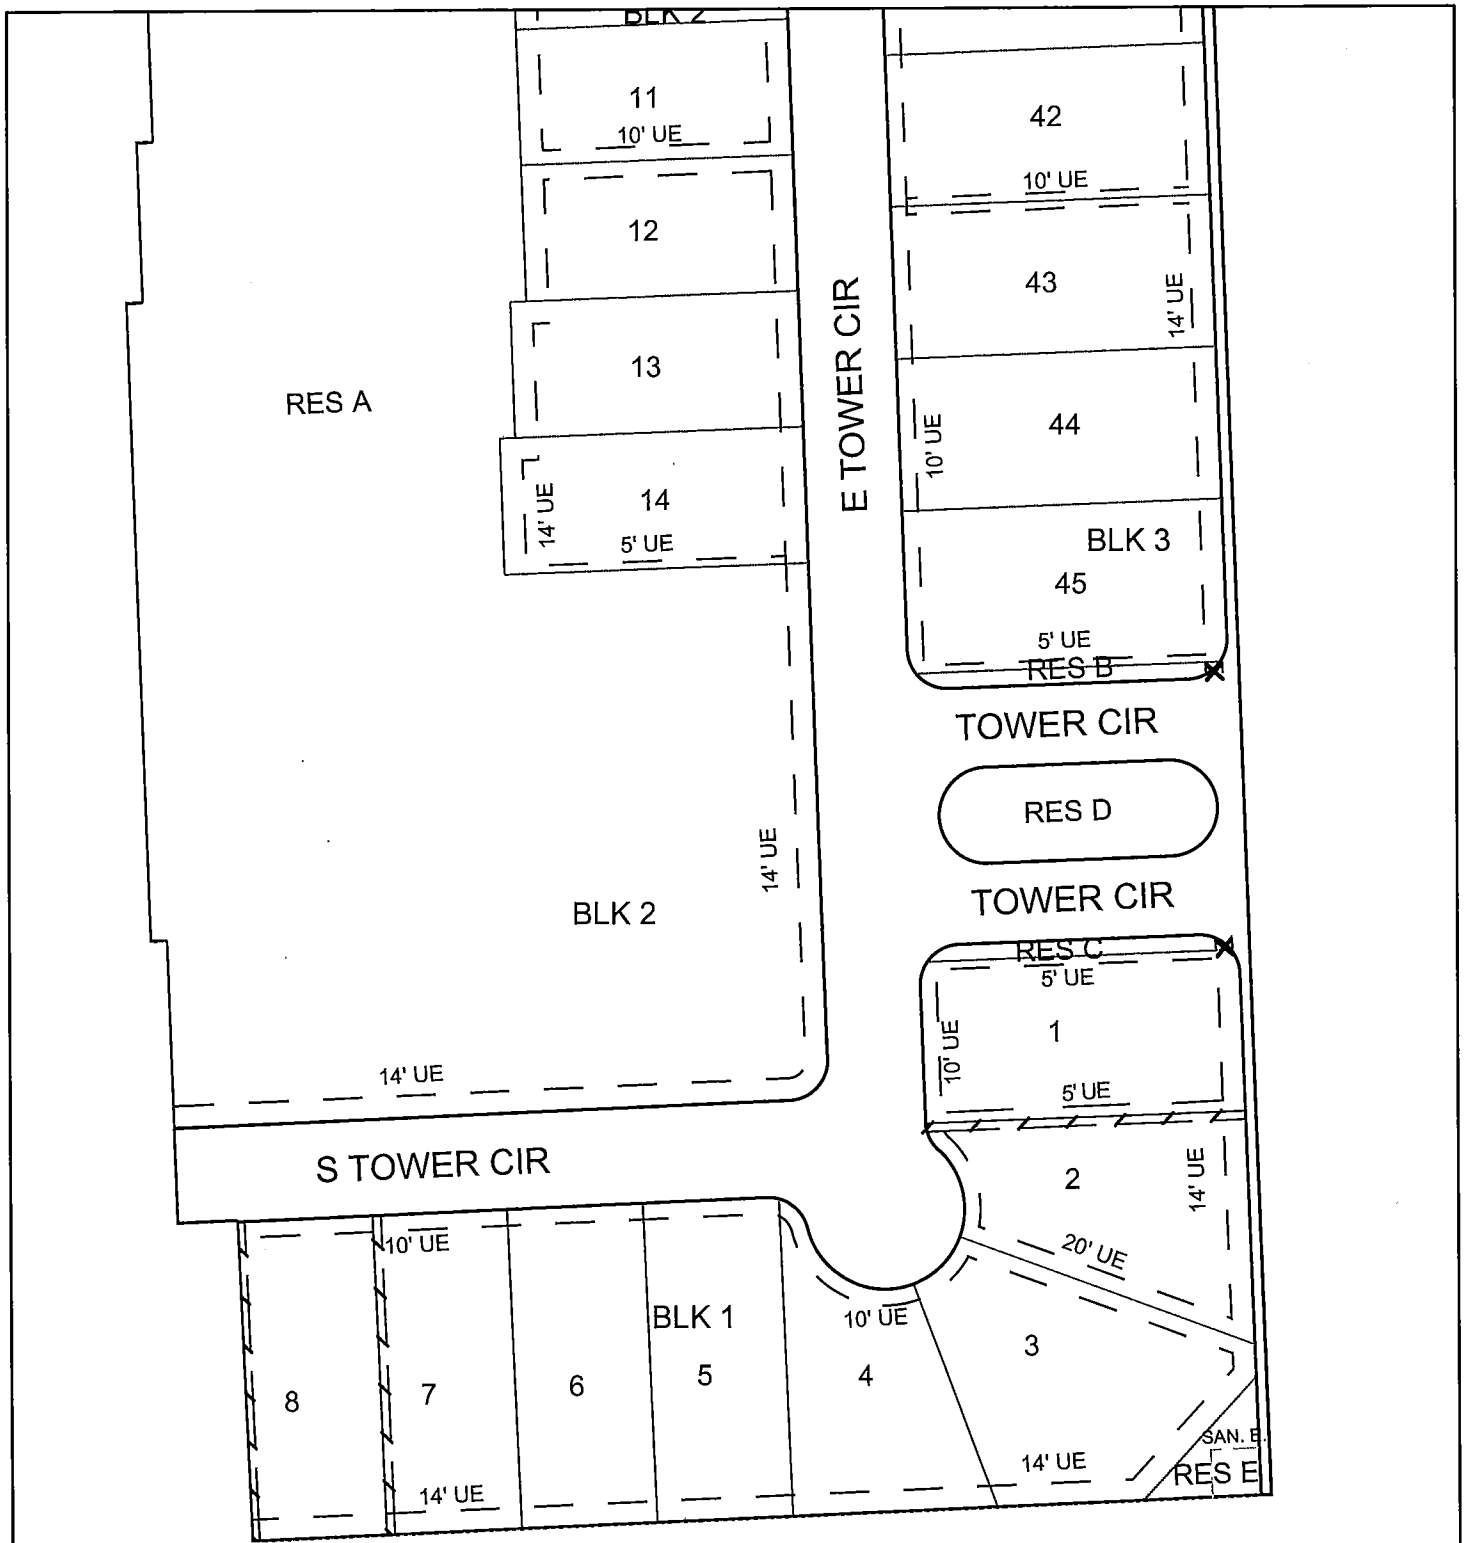 BLK 2
11
10' UE
42
10' UE
12
43
14' UE
E TOWER CIR
13
RES A
44
10' UE
14
14' UE
5' UE
BLK 3
45
5' UE
RES B
TOWER CIR
RES D
14' UE
TOWER CIR
BLK 2
RES C
5' UE
1
10' UE
5' UE
14' UE
S TOWER CIR
2
14' UE
10' UE
20' UE
BLK 1
10' UE
3
8
7
6
5
4
SAN. E.
14' UE
RES E
14' UE